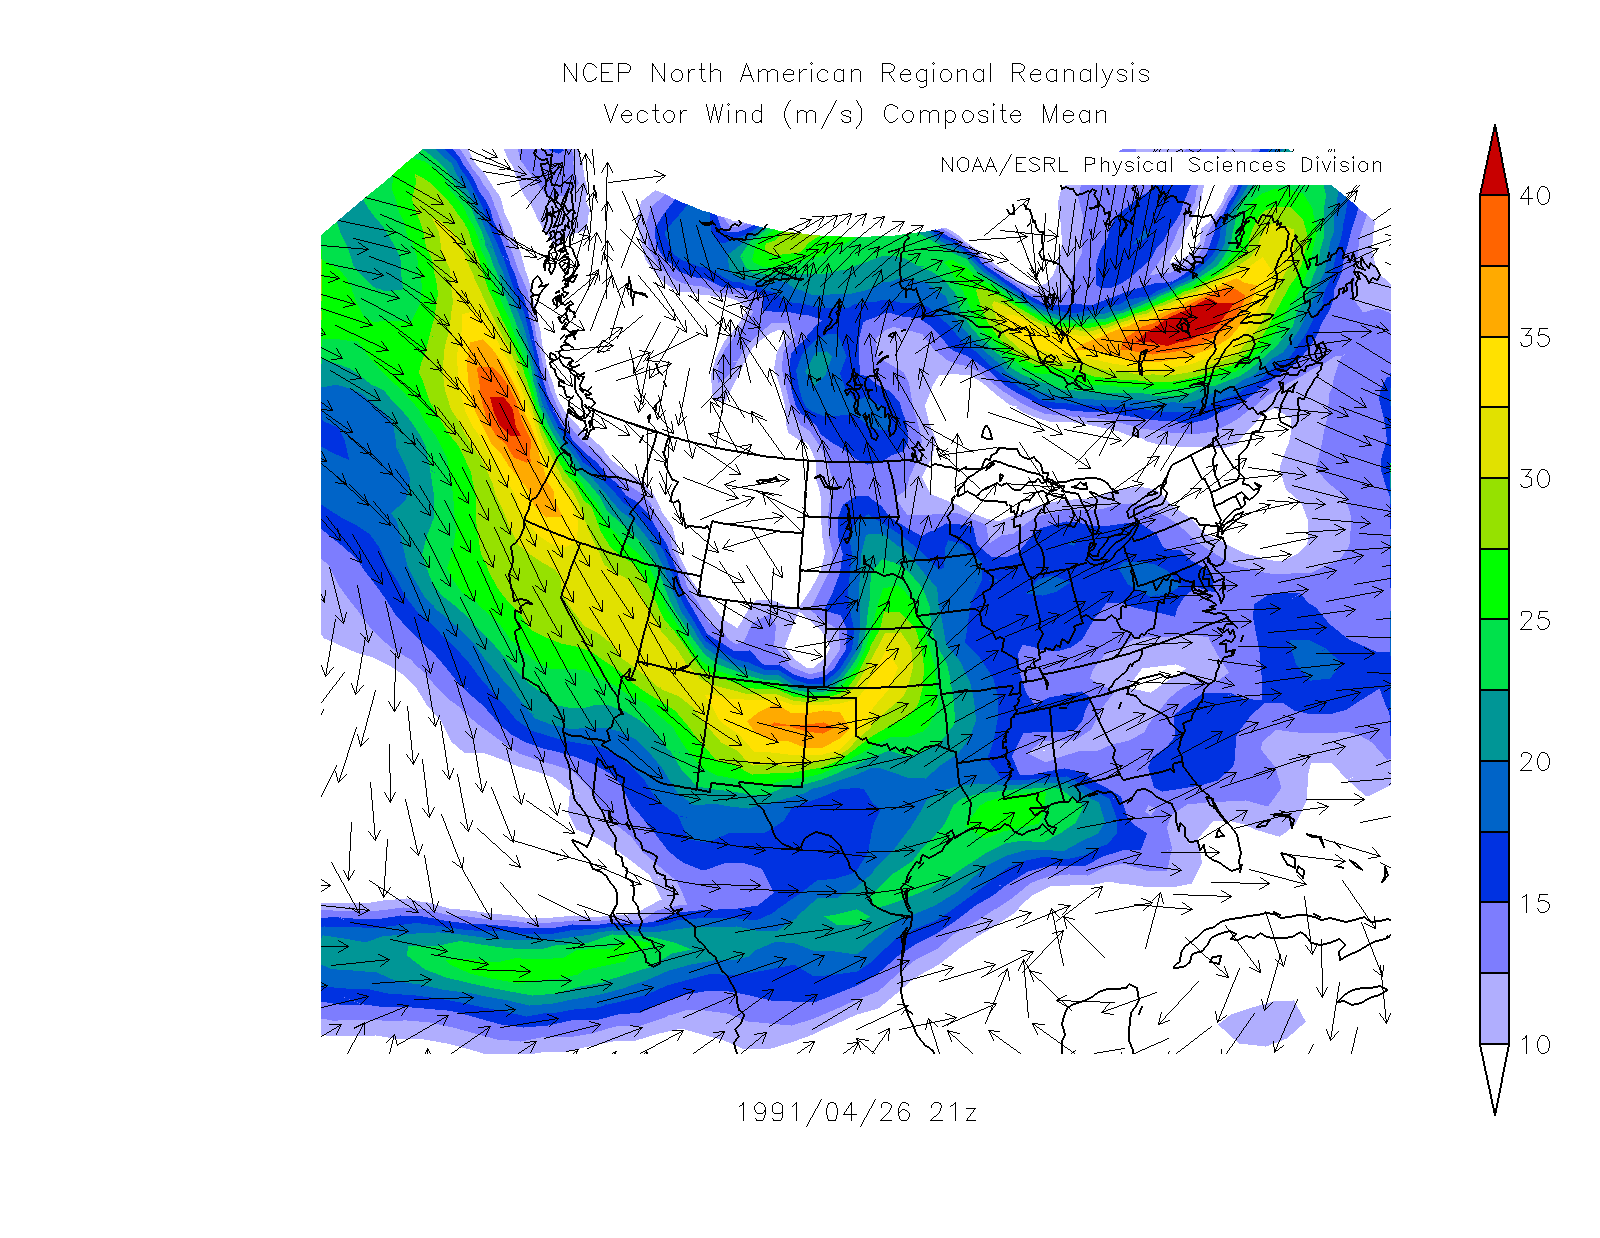 NCEP North American Regional Reanalysis
Vector Wind (m/s) Composite Mean
NOAA/ESRL Physical Sciences Division
40
35
30
25
20
15
10
1991/04/26 21z